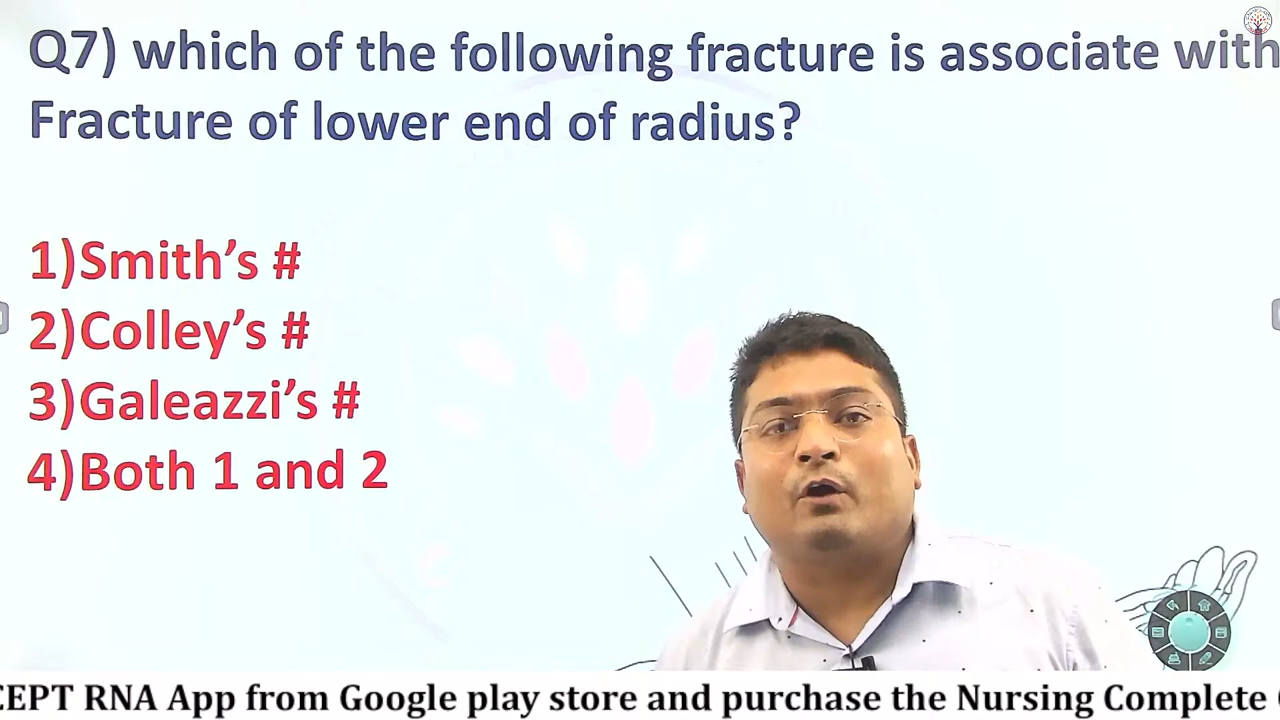 Q7) which of the following fracture is associate with
Fracture of lower end of radius?
1)Smith’s #
2)Colley’s #
3)Galeazzi’s #
4)Both 1 and 2
CEPT RNA App from Google play store and purchase the Nursing Complete